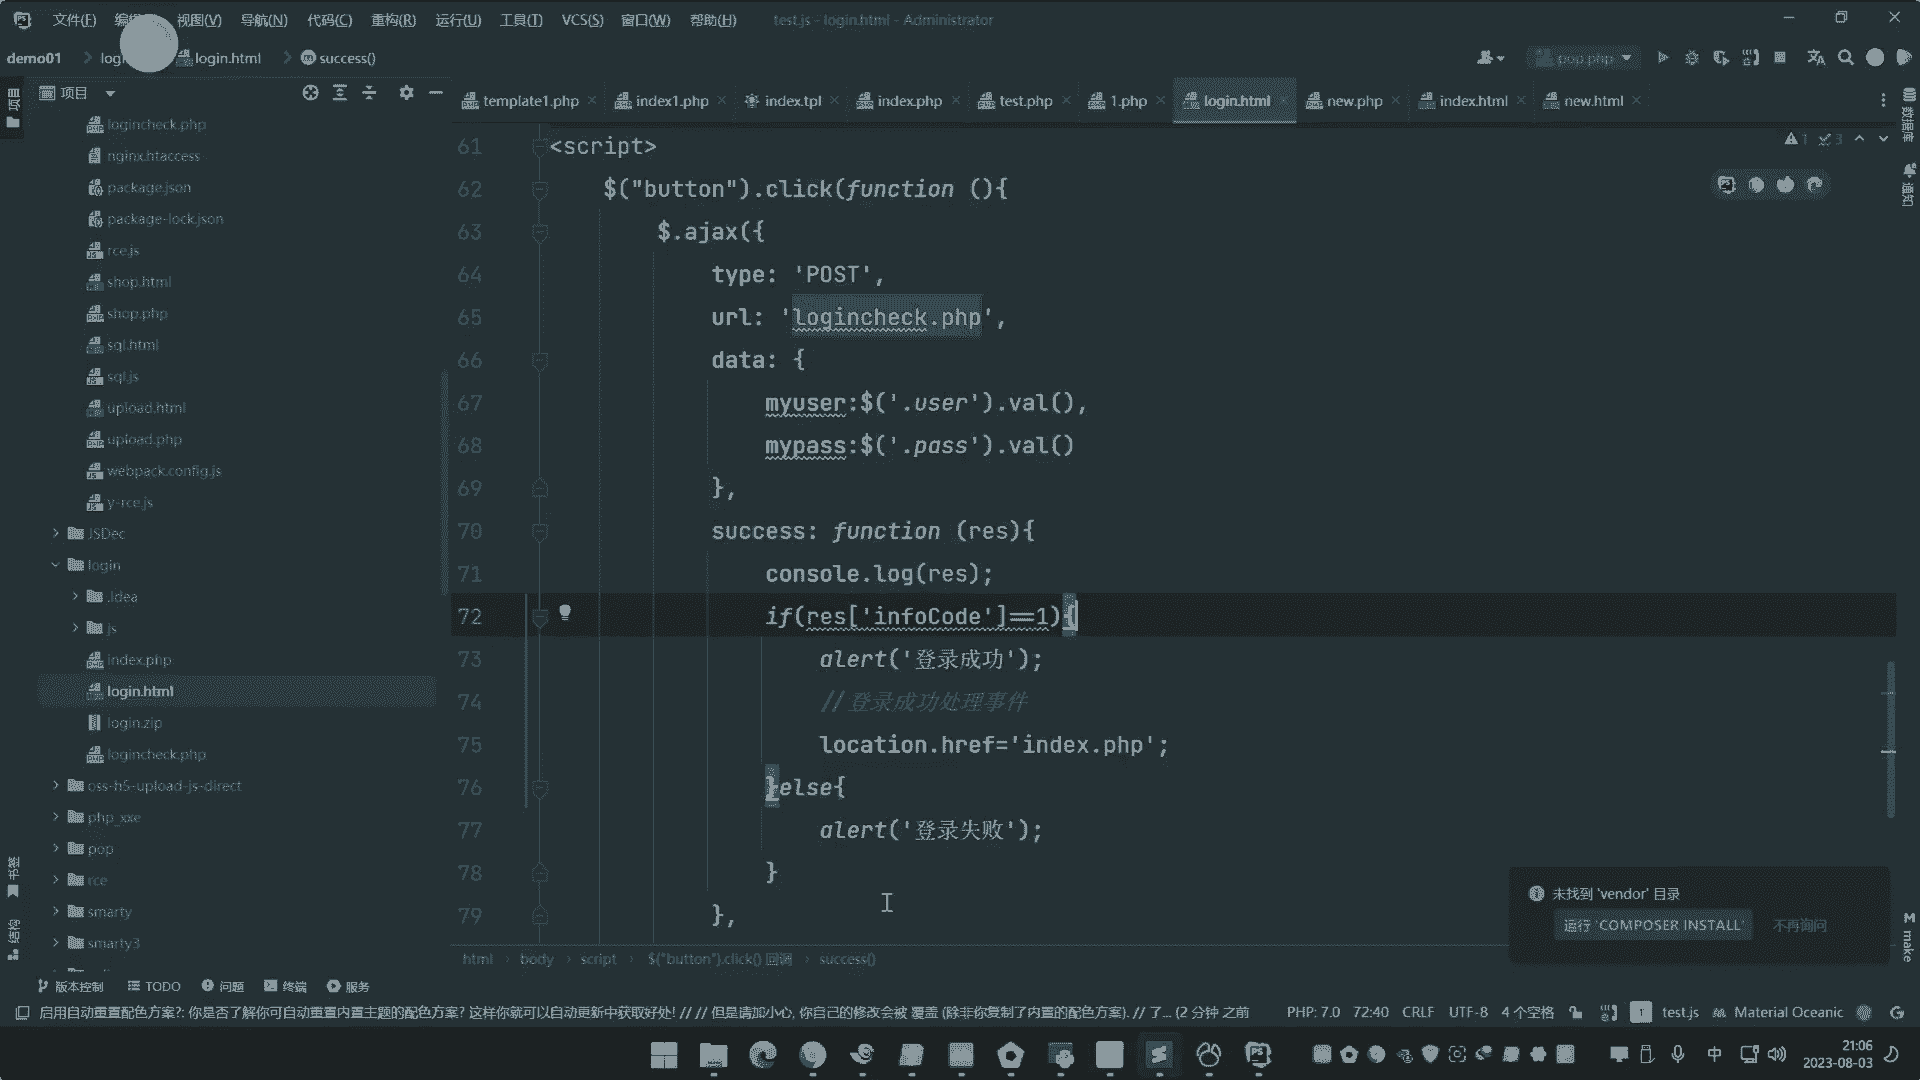 文件(F) 视图(V) 导航(N) 代码(C) 重构(R) 运行(U) 工具(T) VCS(S) 窗口(W) 帮助(H) test.js - login.html - Administrator
demo01 login.html success() pop.php
项目
项目
template1.php index1.php index.tpl index.php test.php 1.php login.html new.php index.html new.html
数据库
通知
logincheck.php
nginx.htaccess
package.json
package-lock.json
rce.js
shop.html
shop.php
sql.html
sql.js
upload.html
upload.php
webpack.config.js
y-rce.js
JSDec
login
.idea
js
index.php
login.html
login.zip
logincheck.php
oss-h5-upload-js-direct
php_xxe
pop
rce
smarty
smarty3
书签
结构
1 3
61 <script>
62 $("button").click(function (){
63 $.ajax({
64 type: 'POST',
65 url: 'logincheck.php',
66 data: {
67 myuser:$('.user').val(),
68 mypass:$('.pass').val()
69 },
70 success: function (res){
71 console.log(res);
72 if(res['infoCode']==1){
73 alert('登录成功');
74 //登录成功处理事件
75 location.href='index.php';
76 }else{
77 alert('登录失败');
78 }
79 },
未找到 'vendor' 目录
运行 'COMPOSER INSTALL' 不再询问
make
html body script $("button").click() 回调 success()
版本控制 TODO 问题 终端 服务
启用自动重置配色方案?: 你是否了解你可自动重置内置主题的配色方案? 这样你就可以自动更新中获取好处! // // 但是请加小心, 你自己的修改会被 覆盖 (除非你复制了内置的配色方案). // 了... (2 分钟 之前
PHP: 7.0 72:40 CRLF UTF-8 4 个空格 test.js Material Oceanic
中 21:06
2023-08-03